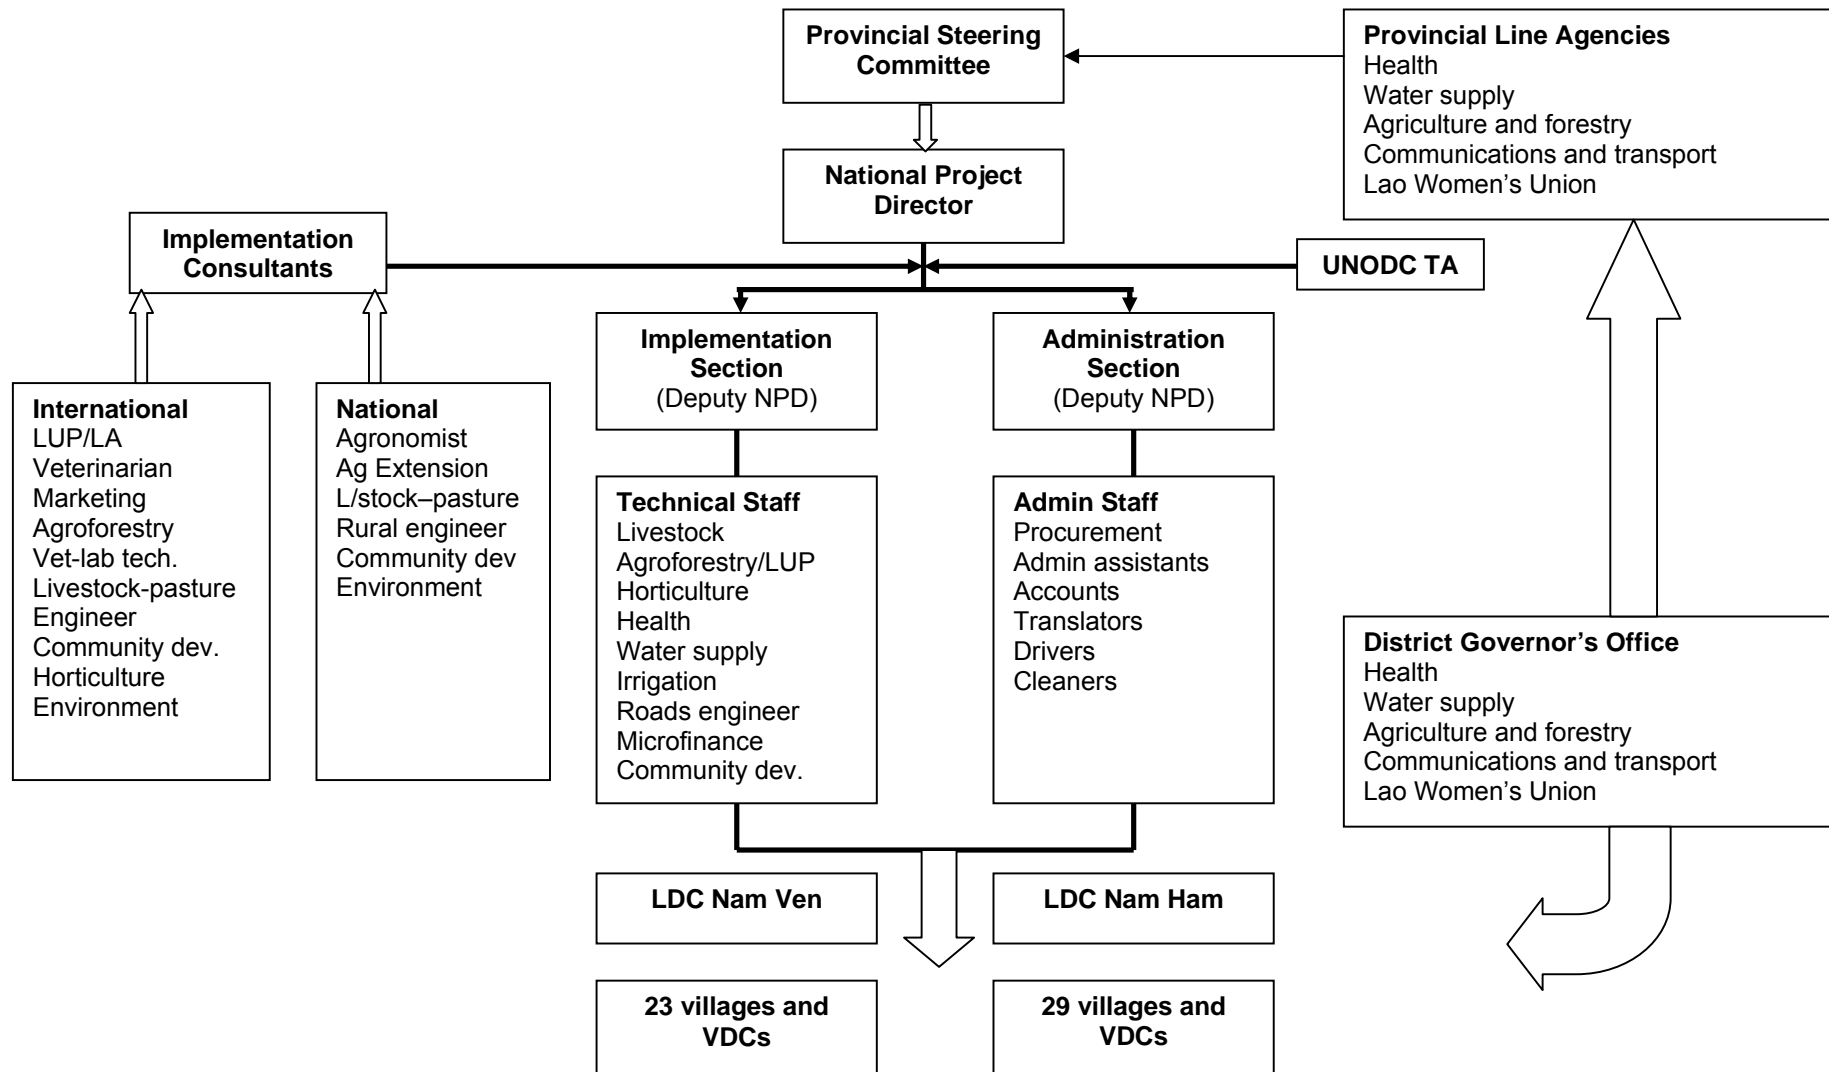 Provincial Steering
Committee
Provincial Line Agencies
Health
Water supply
Agriculture and forestry
Communications and transport
Lao Women’s Union
National Project
Director
Implementation
Consultants
UNODC TA
Implementation
Section
(Deputy NPD)
Administration
Section
(Deputy NPD)
International
LUP/LA
Veterinarian
Marketing
Agroforestry
Vet-lab tech.
Livestock-pasture
Engineer
Community dev.
Horticulture
Environment
National
Agronomist
Ag Extension
L/stock–pasture
Rural engineer
Community dev
Environment
Technical Staff
Livestock
Agroforestry/LUP
Horticulture
Health
Water supply
Irrigation
Roads engineer
Microfinance
Community dev.
Admin Staff
Procurement
Admin assistants
Accounts
Translators
Drivers
Cleaners
District Governor’s Office
Health
Water supply
Agriculture and forestry
Communications and transport
Lao Women’s Union
LDC Nam Ven
LDC Nam Ham
23 villages and
VDCs
29 villages and
VDCs